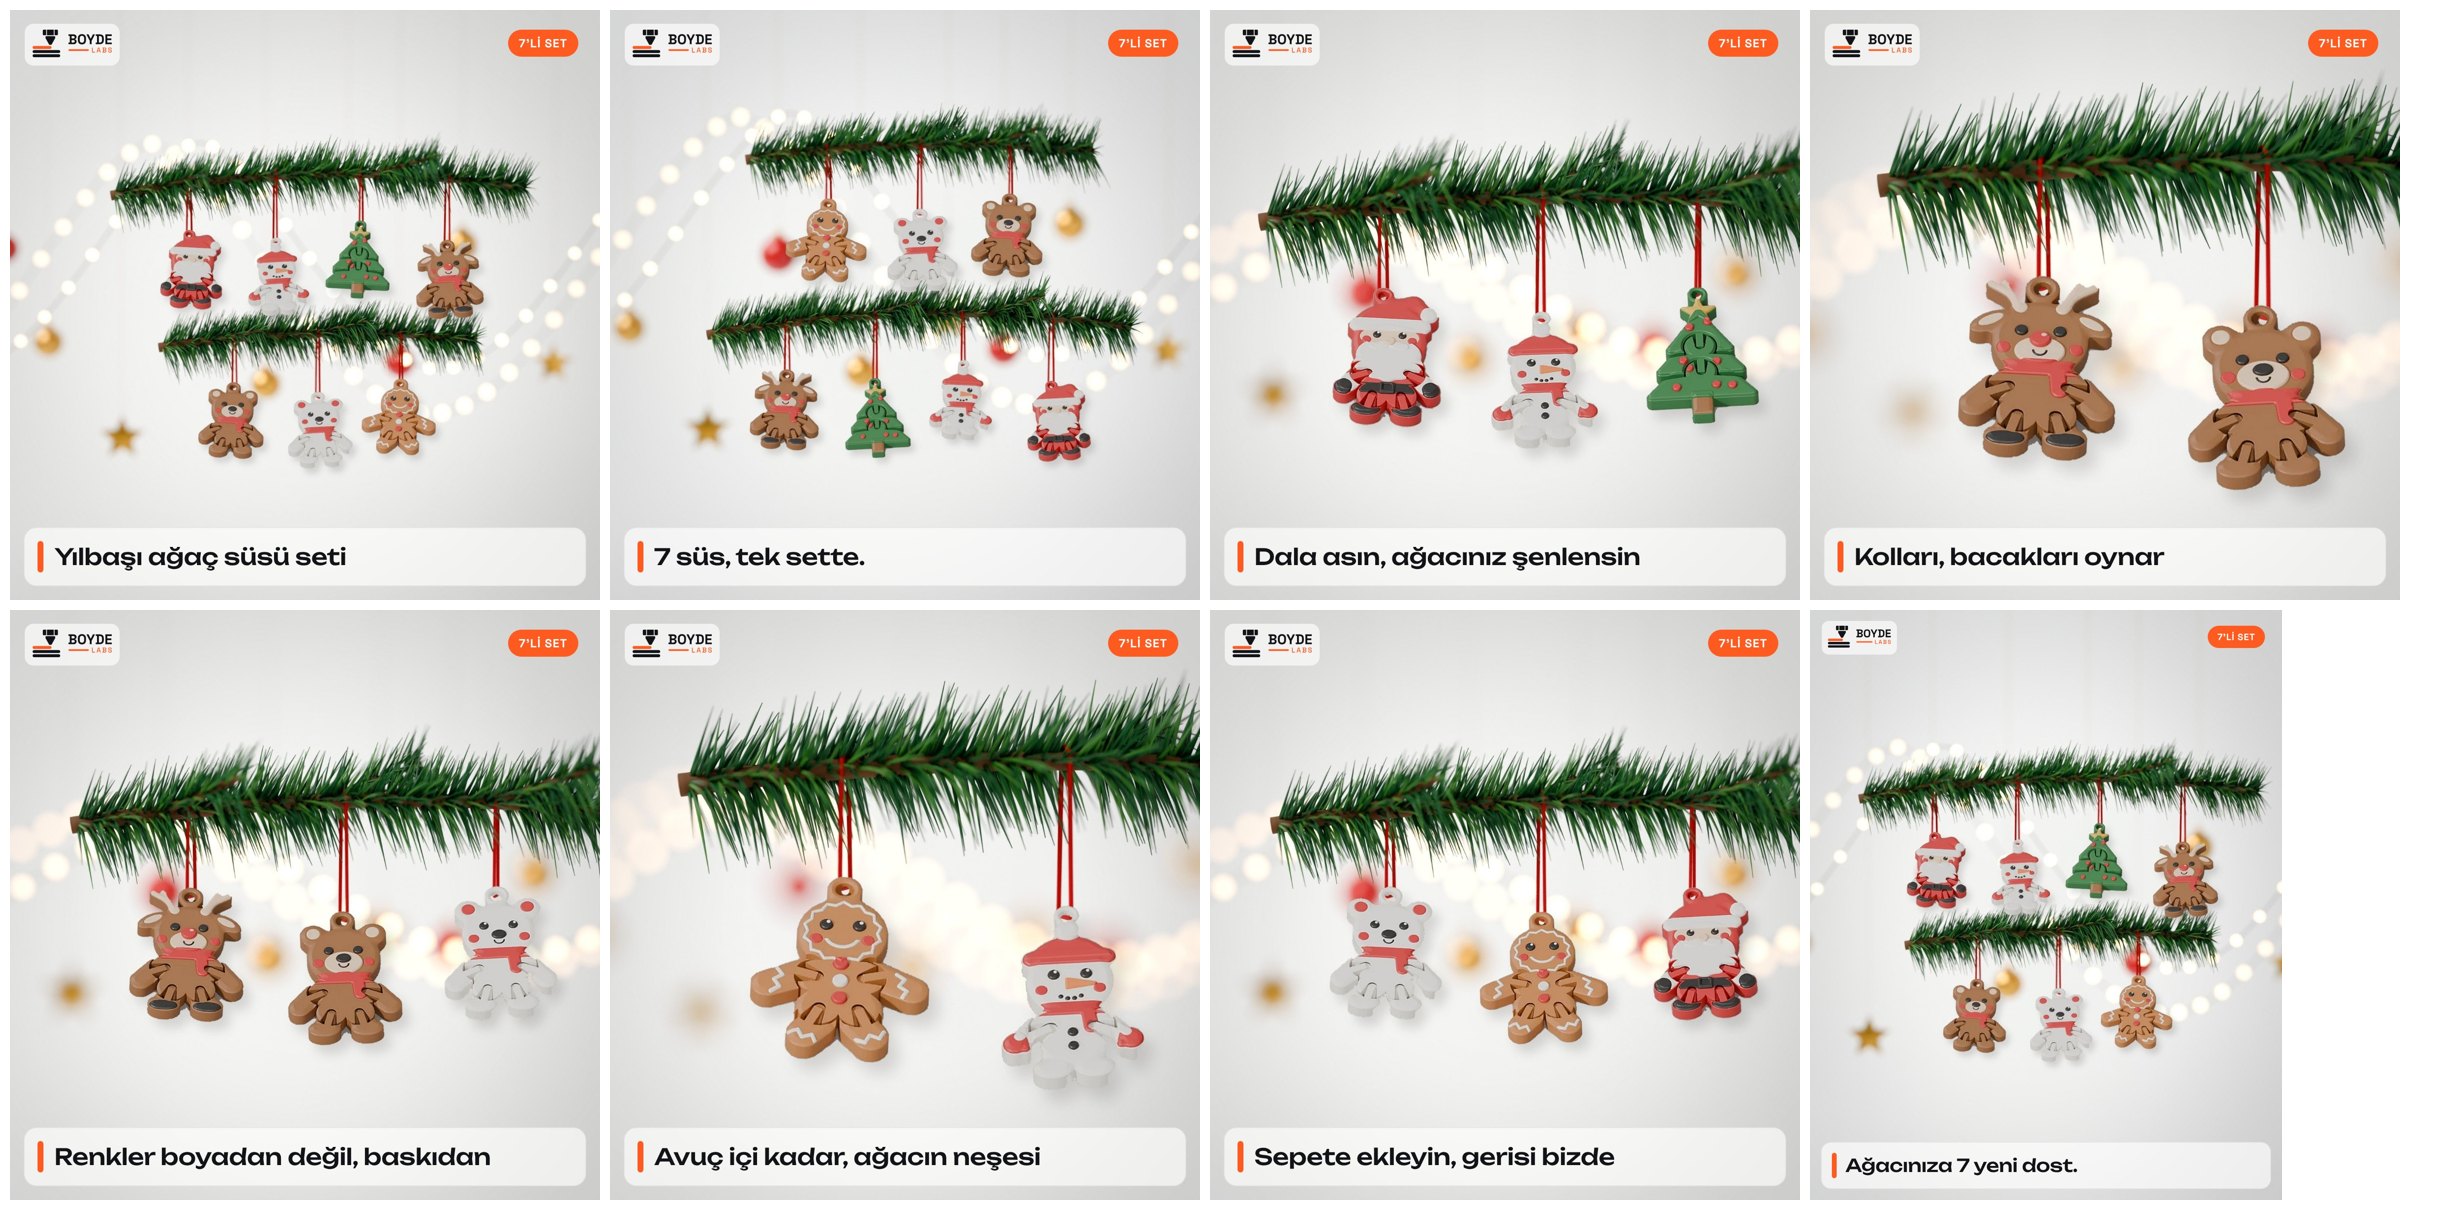 BOYDE
LABS
7'Lİ SET
Yılbaşı ağaç süsü seti
BOYDE
LABS
7'Lİ SET
7 süs, tek sette.
BOYDE
LABS
7'Lİ SET
Dala asın, ağacınız şenlensin
BOYDE
LABS
7'Lİ SET
Kolları, bacakları oynar
BOYDE
LABS
7'Lİ SET
Renkler boyadan değil, baskıdan
BOYDE
LABS
7'Lİ SET
Avuç içi kadar, ağacın neşesi
BOYDE
LABS
7'Lİ SET
Sepete ekleyin, gerisi bizde
BOYDE
LABS
7'Lİ SET
Ağacınıza 7 yeni dost.